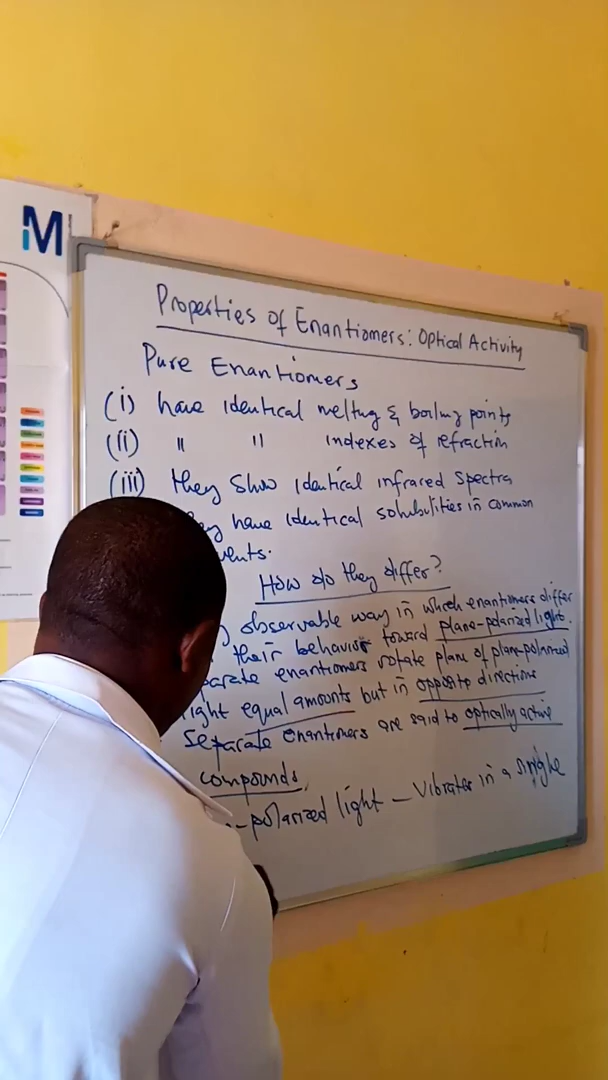 M
Properties of Enantiomers: Optical Activity
Pure Enantiomers
(i) have identical melting & boiling points
(ii) " " indexes of refraction
(iii) they show identical infrared spectra
have identical solubilities in common
vents.
How do they differ?
observable way in which enantiomers differ
their behavior toward plane-polarized light.
parate enantiomers rotate plane of plane-polarized
light equal amounts but in opposite directions
Separate enantiomers are said to optically active
compounds.
-polarized light – Vibrates in a single